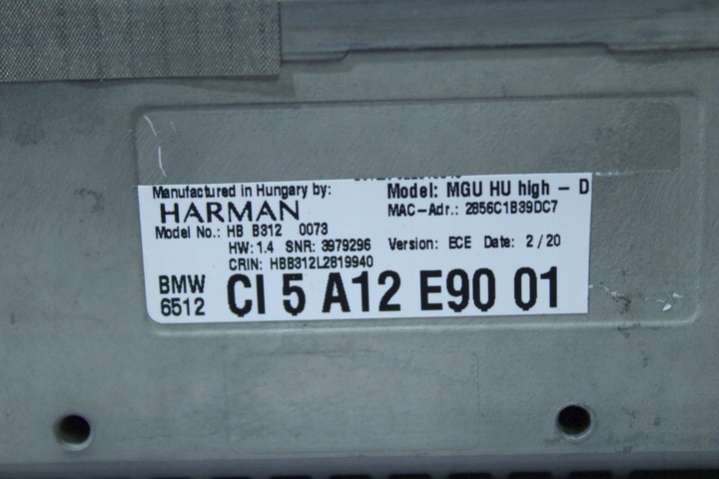 Manufactured in Hungary by:
HARMAN
Model: MGU HU high - D
MAC-Adr.: 2856C1B39DC7
Model No.: HB B312 0073
HW: 1.4 SNR: 3979296 Version: ECE Date: 2/20
CRIN: HBB312L2819940
BMW
6512
CI 5 A12 E90 01